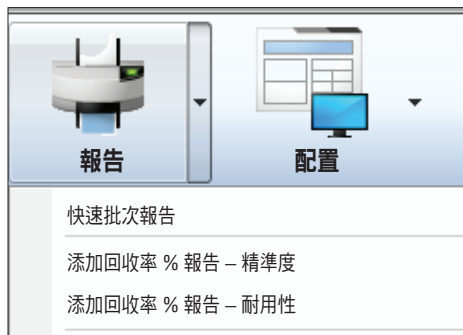 報告
配置
快速批次報告
添加回收率 % 報告 – 精準度
添加回收率 % 報告 – 耐用性